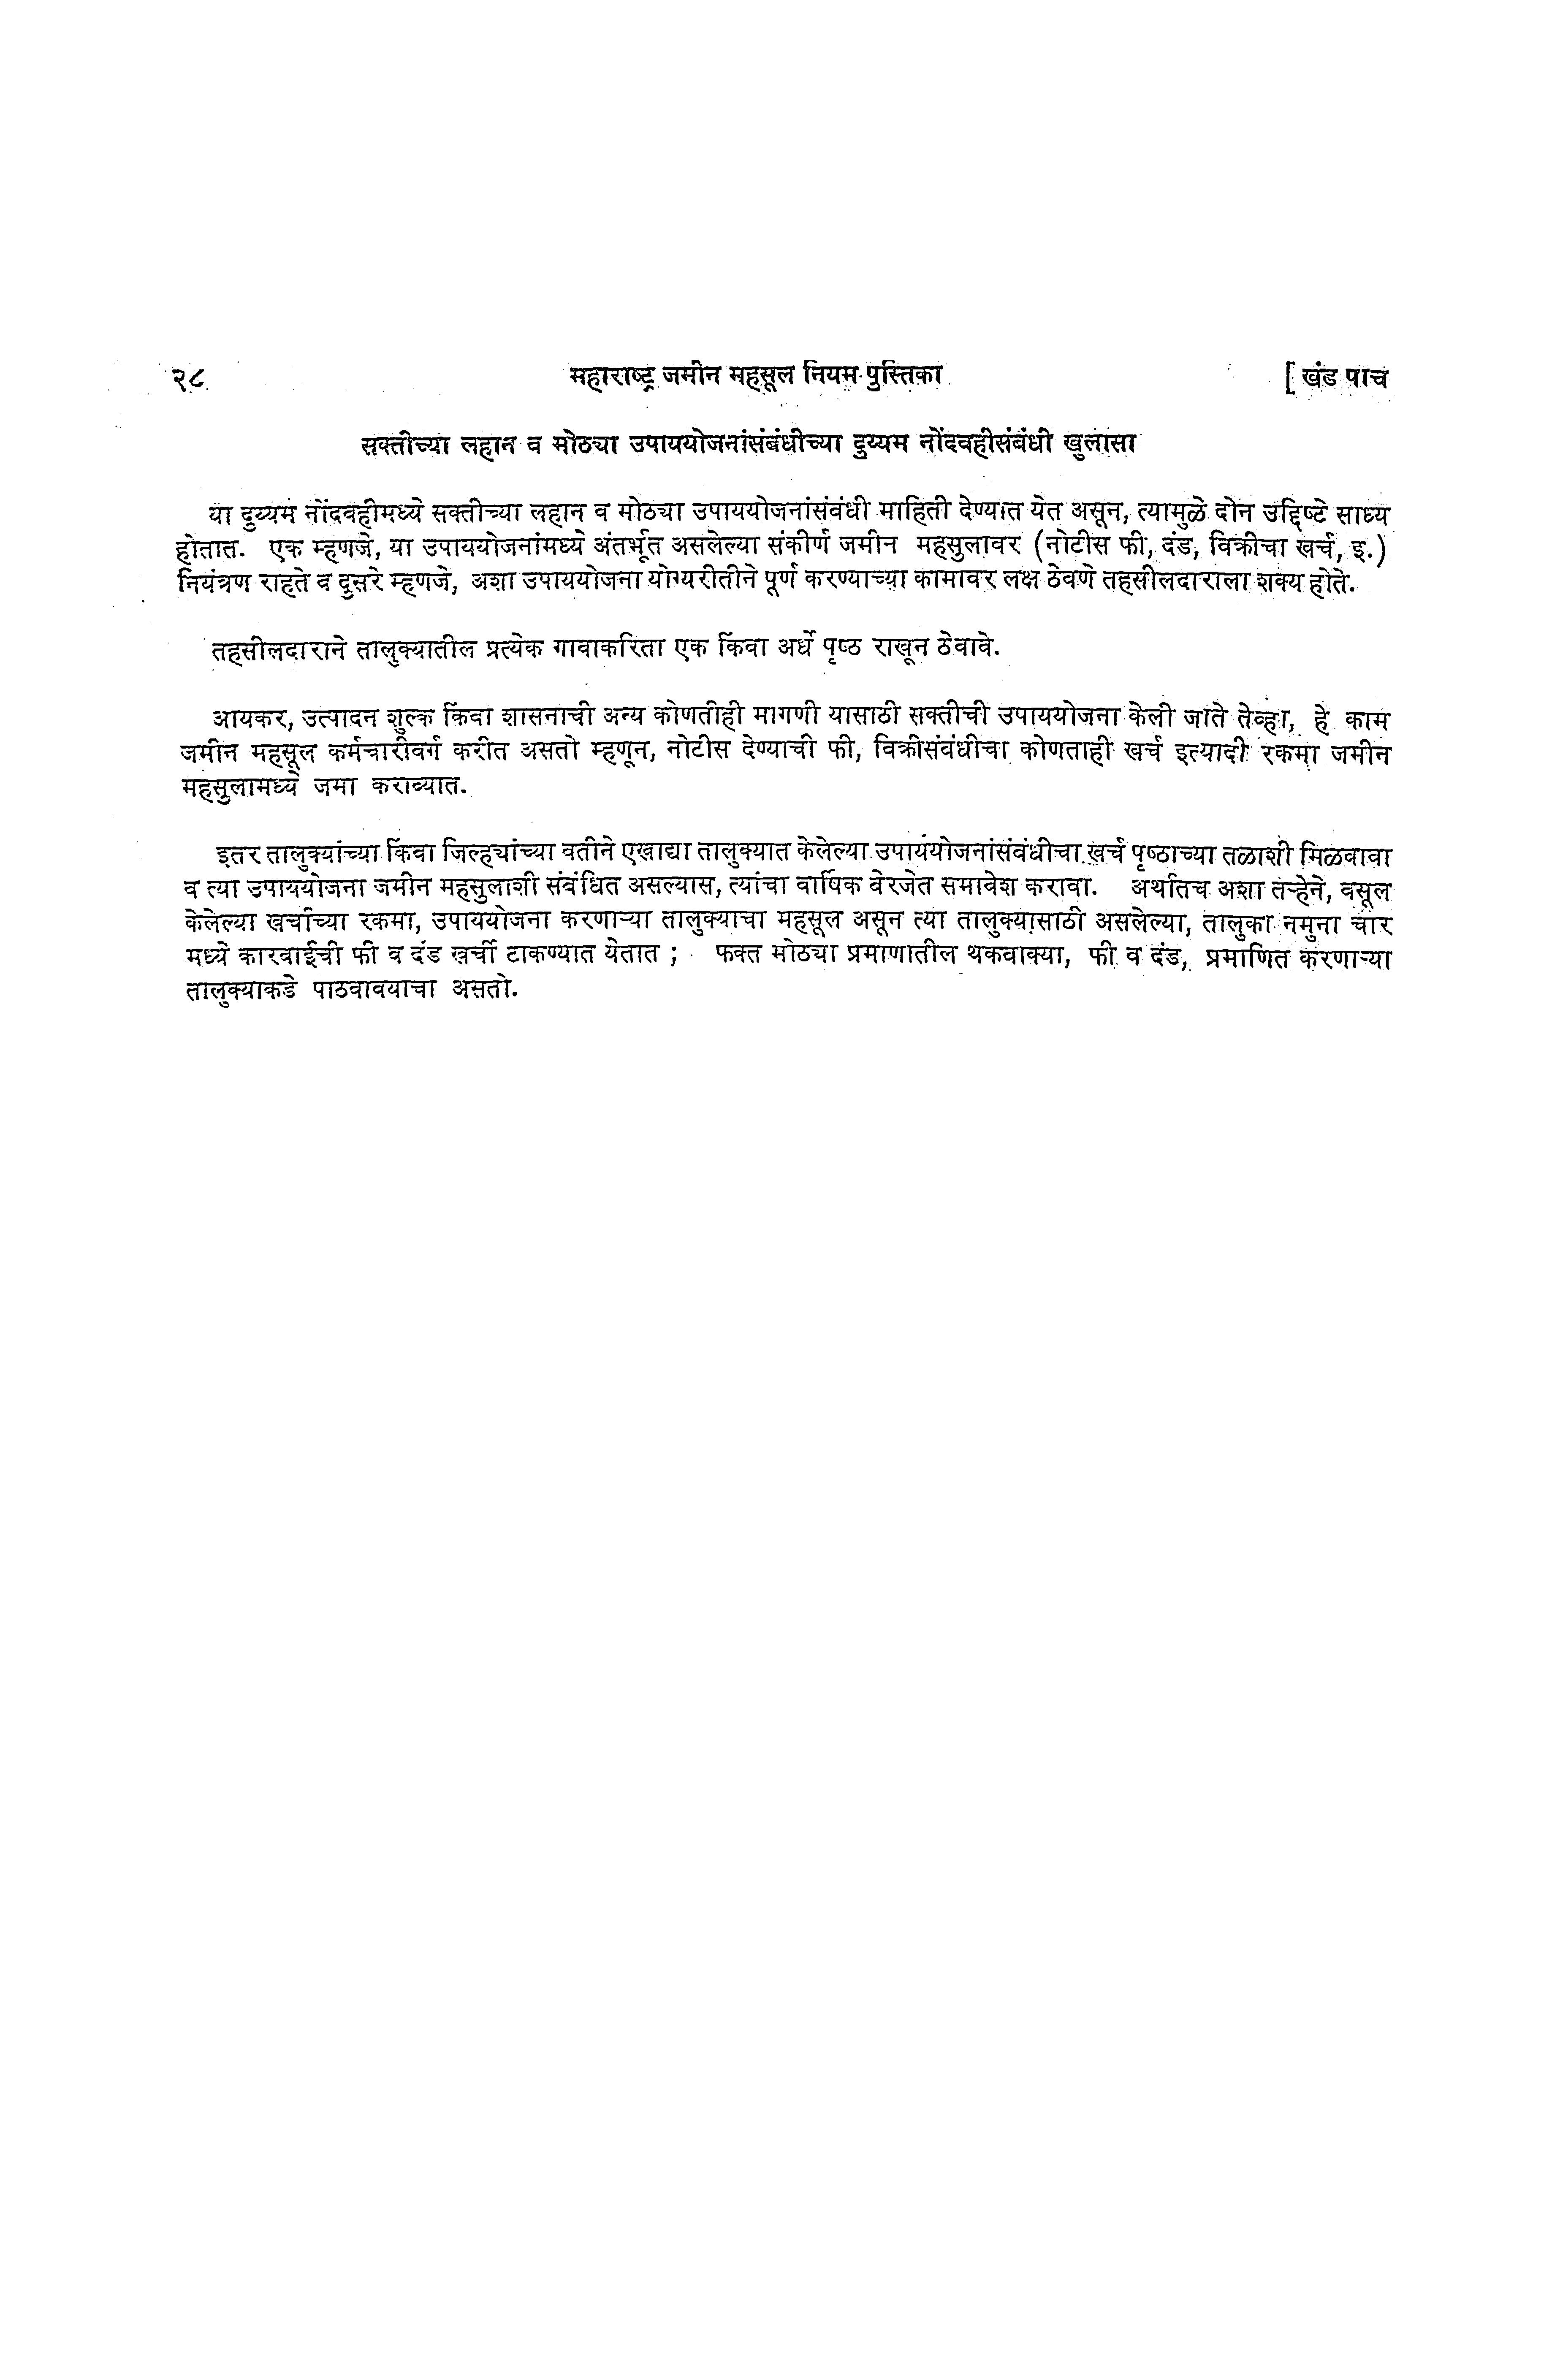 २८ महाराष्ट्र जमीन महसूल नियम पुस्तिका [ खंड पाच
सक्तीच्या लहान व मोठ्या उपाययोजनांसंबंधीच्या दुय्यम नोंदवहीसंबंधी खुलासा
या दुय्यम नोंदवहीमध्ये सक्तीच्या लहान व मोठ्या उपाययोजनांसंबंधी माहिती देण्यात येत असून, त्यामुळे दोन उद्दिष्टे साध्य
होतात. एक म्हणजे, या उपाययोजनांमध्ये अंतर्भूत असलेल्या संकीर्ण जमीन महसुलावर (नोटीस फी, दंड, विक्रीचा खर्च, इ.)
नियंत्रण राहते व दुसरे म्हणजे, अशा उपाययोजना योग्यरीतीने पूर्ण करण्याच्या कामावर लक्ष ठेवणे तहसीलदाराला शक्य होते.
तहसीलदाराने तालुक्यातील प्रत्येक गावाकरिता एक किंवा अर्धे पृष्ठ राखून ठेवावे.
आयकर, उत्पादन शुल्क किंवा शासनाची अन्य कोणतीही मागणी यासाठी सक्तीची उपाययोजना केली जाते तेव्हा, हे काम
जमीन महसूल कर्मचारीवर्ग करीत असतो म्हणून, नोटीस देण्याची फी, विक्रीसंबंधीचा कोणताही खर्च इत्यादी रकमा जमीन
महसुलामध्ये जमा कराव्यात.
इतर तालुक्यांच्या किंवा जिल्ह्यांच्या वतीने एखाद्या तालुक्यात केलेल्या उपाययोजनांसंबंधीचा खर्च पृष्ठाच्या तळाशी मिळवावा
व त्या उपाययोजना जमीन महसुलाशी संबंधित असल्यास, त्यांचा वार्षिक बेरजेत समावेश करावा. अर्थातच अशा तऱ्हेने, वसूल
केलेल्या खर्चाच्या रकमा, उपाययोजना करणाऱ्या तालुक्याचा महसूल असून त्या तालुक्यासाठी असलेल्या, तालुका नमुना चार
मध्ये कारवाईची फी व दंड खर्ची टाकण्यात येतात ; फक्त मोठ्या प्रमाणातील थकबाक्या, फी व दंड, प्रमाणित करणाऱ्या
तालुक्याकडे पाठवावयाचा असतो.